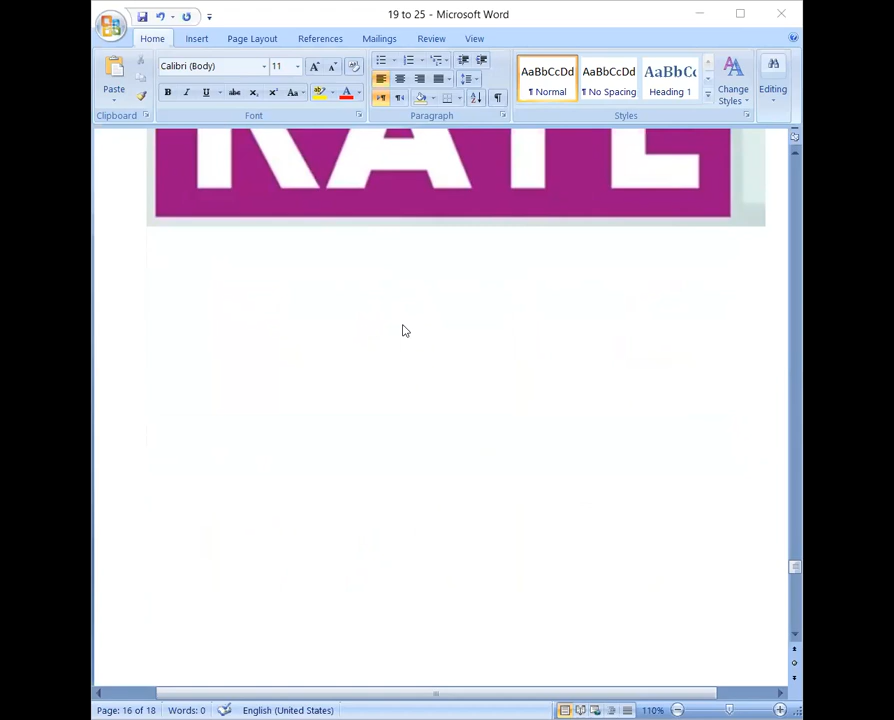 19 to 25 - Microsoft Word
Home Insert Page Layout References Mailings Review View
Paste
Calibri (Body) 11
AaBbCcDd AaBbCcDd AaBbCc
¶ Normal ¶ No Spacing Heading 1
Change
Styles
Editing
Clipboard Font Paragraph Styles
Page: 16 of 18 Words: 0 English (United States) 110%